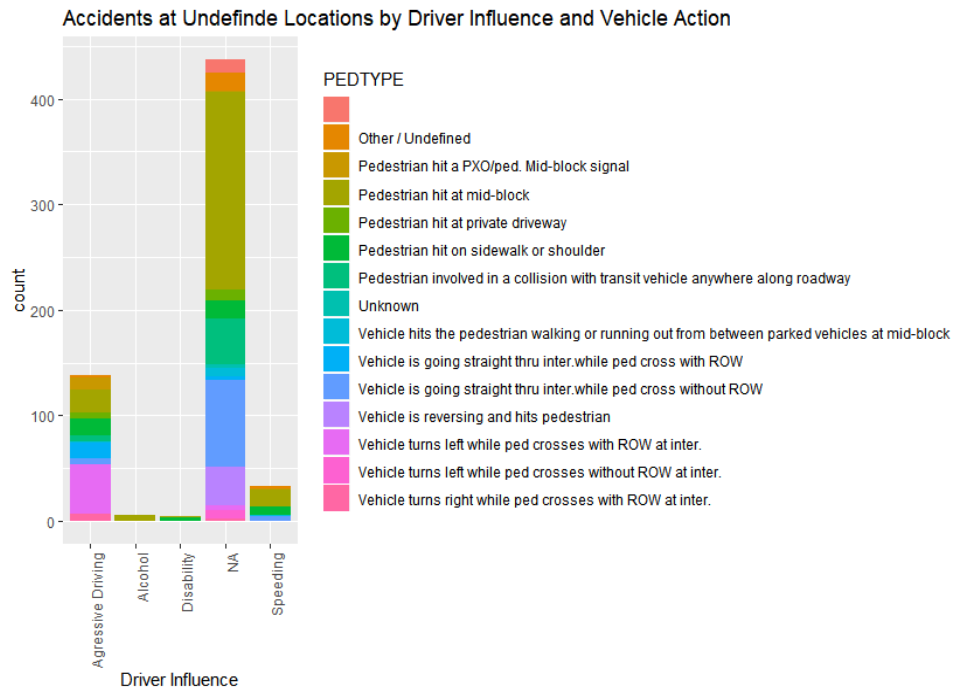 Accidents at Undefinde Locations by Driver Influence and Vehicle Action
PEDTYPE
Other / Undefined
Pedestrian hit a PXO/ped. Mid-block signal
Pedestrian hit at mid-block
Pedestrian hit at private driveway
Pedestrian hit on sidewalk or shoulder
Pedestrian involved in a collision with transit vehicle anywhere along roadway
Unknown
Vehicle hits the pedestrian walking or running out from between parked vehicles at mid-block
Vehicle is going straight thru inter.while ped cross with ROW
Vehicle is going straight thru inter.while ped cross without ROW
Vehicle is reversing and hits pedestrian
Vehicle turns left while ped crosses with ROW at inter.
Vehicle turns left while ped crosses without ROW at inter.
Vehicle turns right while ped crosses with ROW at inter.
count
400
300
200
100
0
Agressive Driving
Alcohol
Disability
NA
Speeding
Driver Influence